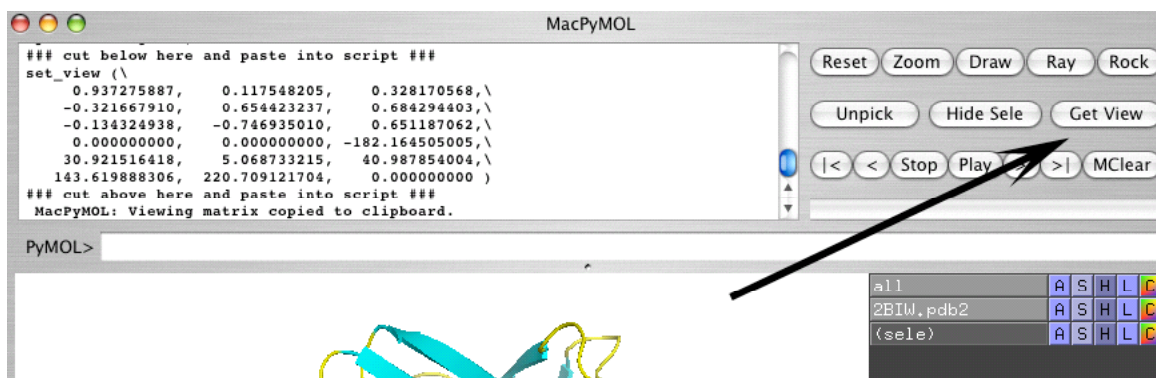 MacPyMOL
### cut below here and paste into script ###
set_view (\
0.937275887, 0.117548205, 0.328170568,\
-0.321667910, 0.654423237, 0.684294403,\
-0.134324938, -0.746935010, 0.651187062,\
0.000000000, 0.000000000, -182.164505005,\
30.921516418, 5.068733215, 40.987854004,\
143.619888306, 220.709121704, 0.000000000 )
### cut above here and paste into script ###
MacPyMOL: Viewing matrix copied to clipboard.
Reset Zoom Draw Ray Rock
Unpick Hide Sele Get View
|< < Stop Play >| MClear
PyMOL>
all A S H L C
2BIW.pdb2 A S H L C
(sele) A S H L C